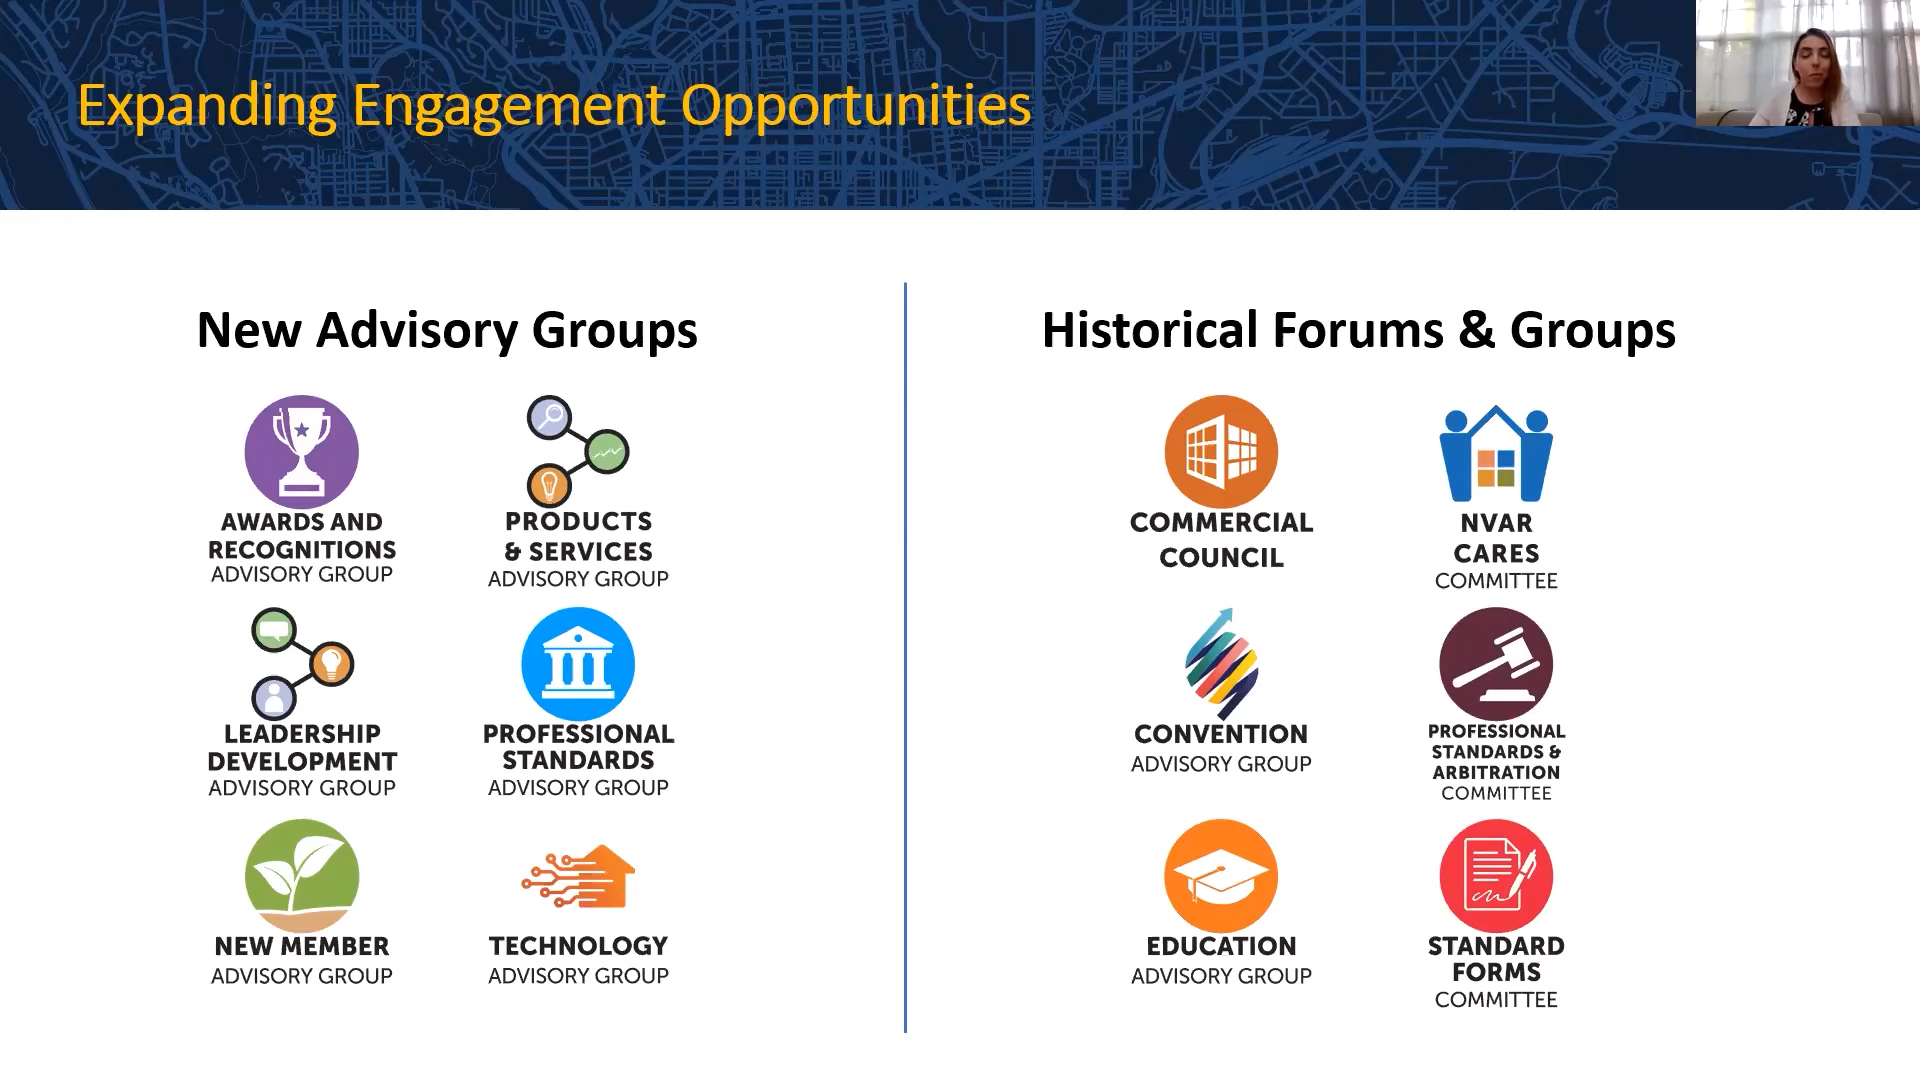 Expanding Engagement Opportunities
New Advisory Groups
AWARDS AND
RECOGNITIONS
ADVISORY GROUP
PRODUCTS
& SERVICES
ADVISORY GROUP
LEADERSHIP
DEVELOPMENT
ADVISORY GROUP
PROFESSIONAL
STANDARDS
ADVISORY GROUP
NEW MEMBER
ADVISORY GROUP
TECHNOLOGY
ADVISORY GROUP
Historical Forums & Groups
COMMERCIAL
COUNCIL
NVAR
CARES
COMMITTEE
CONVENTION
ADVISORY GROUP
PROFESSIONAL
STANDARDS &
ARBITRATION
COMMITTEE
EDUCATION
ADVISORY GROUP
STANDARD
FORMS
COMMITTEE